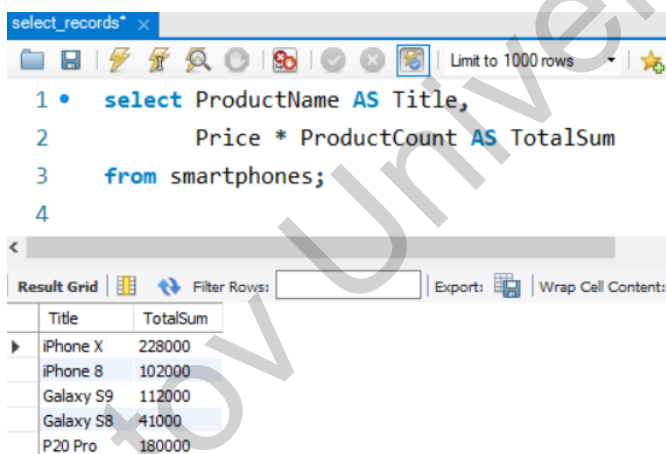 select_records*
Limit to 1000 rows
1 select ProductName AS Title,
2 Price * ProductCount AS TotalSum
3 from smartphones;
4
Result Grid Filter Rows: Export: Wrap Cell Content:
Title TotalSum
iPhone X 228000
iPhone 8 102000
Galaxy S9 112000
Galaxy S8 41000
P20 Pro 180000
tov Univer